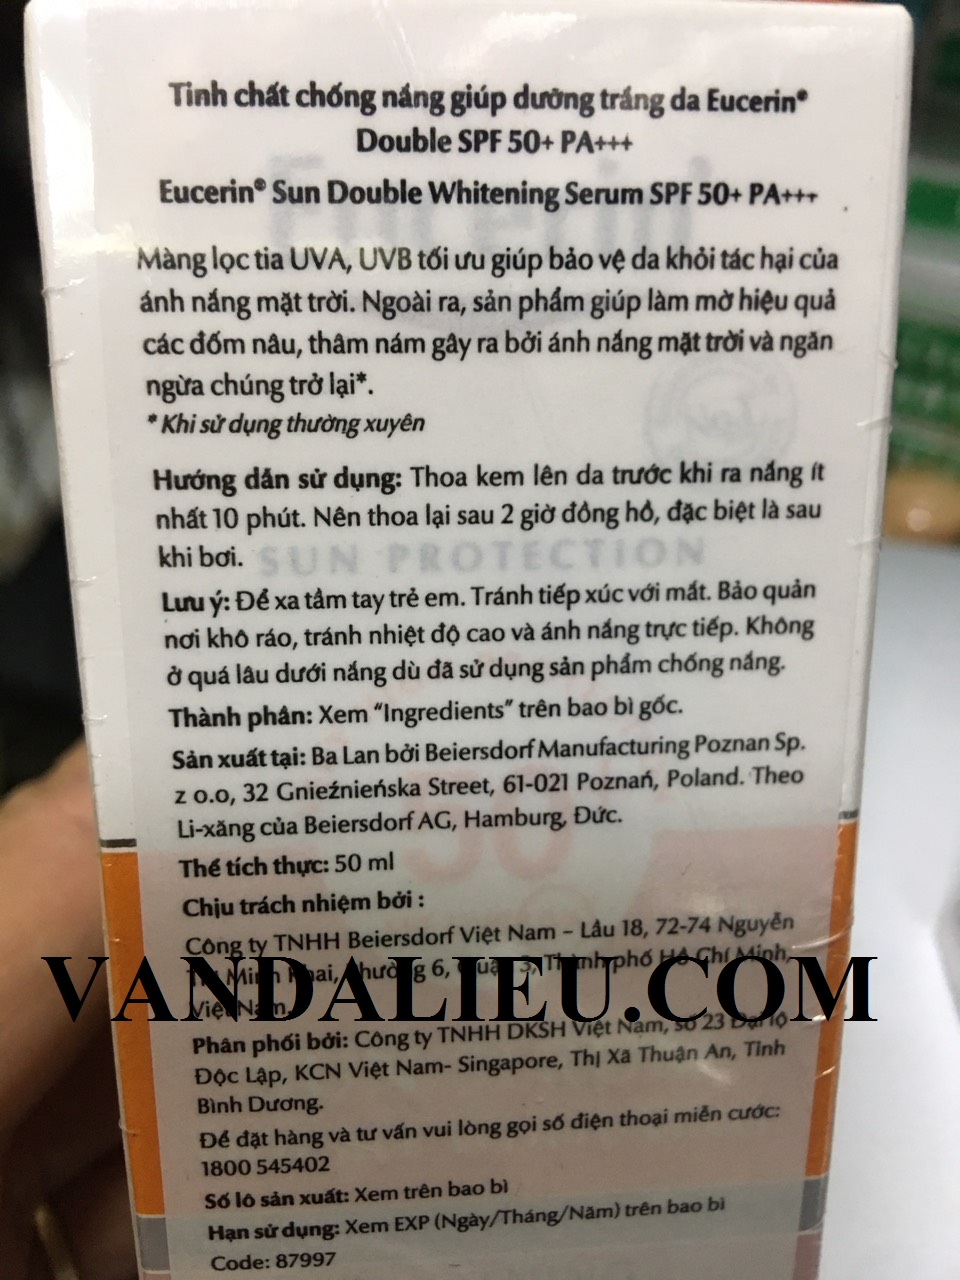 Tinh chất chống nắng giúp dưỡng trắng da Eucerin®
Double SPF 50+ PA+++
Eucerin® Sun Double Whitening Serum SPF 50+ PA+++
Màng lọc tia UVA, UVB tối ưu giúp bảo vệ da khỏi tác hại của
ánh nắng mặt trời. Ngoài ra, sản phẩm giúp làm mờ hiệu quả
các đốm nâu, thâm nám gây ra bởi ánh nắng mặt trời và ngăn
ngừa chúng trở lại*.
* Khi sử dụng thường xuyên
Hướng dẫn sử dụng: Thoa kem lên da trước khi ra nắng ít
nhất 10 phút. Nên thoa lại sau 2 giờ đồng hồ, đặc biệt là sau
khi bơi.
SUN PROTECTION
Lưu ý: Để xa tầm tay trẻ em. Tránh tiếp xúc với mắt. Bảo quản
nơi khô ráo, tránh nhiệt độ cao và ánh nắng trực tiếp. Không
ở quá lâu dưới nắng dù đã sử dụng sản phẩm chống nắng.
Thành phần: Xem "Ingredients" trên bao bì gốc.
Sản xuất tại: Ba Lan bởi Beiersdorf Manufacturing Poznan Sp.
z o.o, 32 Gnieźnieńska Street, 61-021 Poznań, Poland. Theo
Li-xăng của Beiersdorf AG, Hamburg, Đức.
Thể tích thực: 50 ml
Chịu trách nhiệm bởi :
Công ty TNHH Beiersdorf Việt Nam – Lầu 18, 72-74 Nguyễn
Minh Khai, Phường 6, Quận 3, Thành phố Hồ Chí Minh,
Việt Nam.
VANDALIEU.COM
Phân phối bởi: Công ty TNHH DKSH Việt Nam, số 23 Đại lộ
Độc Lập, KCN Việt Nam- Singapore, Thị Xã Thuận An, Tỉnh
Bình Dương.
Để đặt hàng và tư vấn vui lòng gọi số điện thoại miễn cước:
1800 545402
Số lô sản xuất: Xem trên bao bì
Hạn sử dụng: Xem EXP (Ngày/Tháng/Năm) trên bao bì
Code: 87997